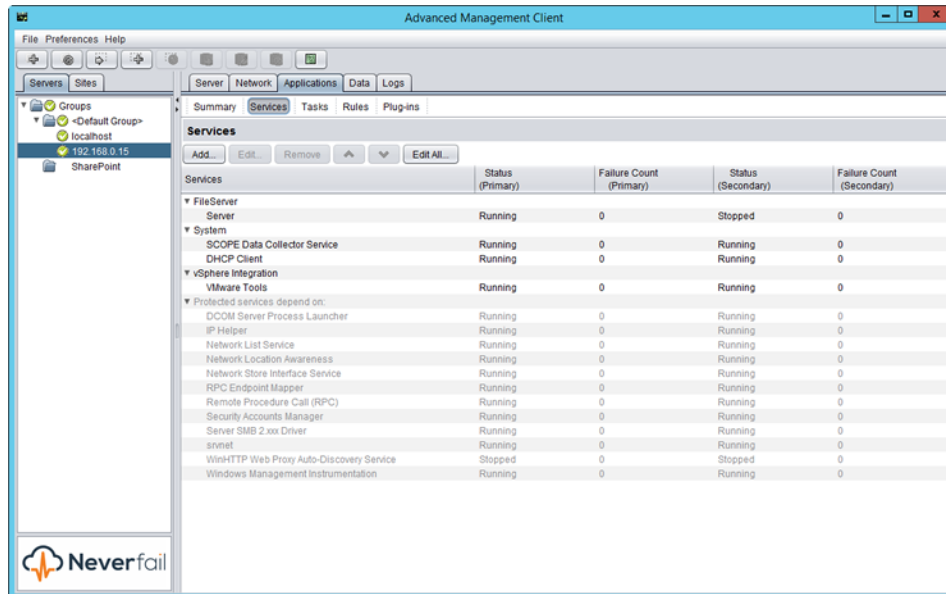 Advanced Management Client
File Preferences Help
Servers Sites
Server Network Applications Data Logs
Groups
Summary Services Tasks Rules Plug-ins
<Default Group>
Services
localhost
192.168.0.15
Add... Edit... Remove Edit All...
SharePoint
Services Status (Primary) Failure Count (Primary) Status (Secondary) Failure Count (Secondary)
FileServer
Server Running 0 Stopped 0
System
SCOPE Data Collector Service Running 0 Running 0
DHCP Client Running 0 Running 0
vSphere Integration
VMware Tools Running 0 Running 0
Protected services depend on:
DCOM Server Process Launcher Running 0 Running 0
IP Helper Running 0 Running 0
Network List Service Running 0 Running 0
Network Location Awareness Running 0 Running 0
Network Store Interface Service Running 0 Running 0
RPC Endpoint Mapper Running 0 Running 0
Remote Procedure Call (RPC) Running 0 Running 0
Security Accounts Manager Running 0 Running 0
Server SMB 2.xxx Driver Running 0 Running 0
srvnet Running 0 Running 0
WinHTTP Web Proxy Auto-Discovery Service Stopped 0 Stopped 0
Windows Management Instrumentation Running 0 Running 0
Neverfail